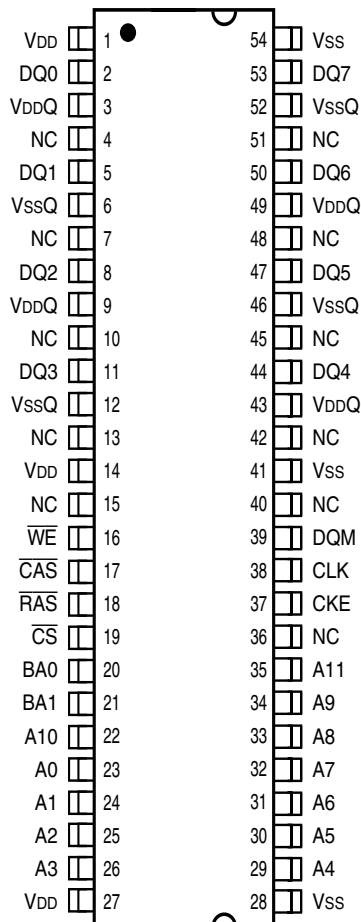 VDD 1 54 VSS
DQ0 2 53 DQ7
VDDQ 3 52 VSSQ
NC 4 51 NC
DQ1 5 50 DQ6
VSSQ 6 49 VDDQ
NC 7 48 NC
DQ2 8 47 DQ5
VDDQ 9 46 VSSQ
NC 10 45 NC
DQ3 11 44 DQ4
VSSQ 12 43 VDDQ
NC 13 42 NC
VDD 14 41 VSS
NC 15 40 NC
W̅E̅ 16 39 DQM
C̅A̅S̅ 17 38 CLK
R̅A̅S̅ 18 37 CKE
C̅S̅ 19 36 NC
BA0 20 35 A11
BA1 21 34 A9
A10 22 33 A8
A0 23 32 A7
A1 24 31 A6
A2 25 30 A5
A3 26 29 A4
VDD 27 28 VSS